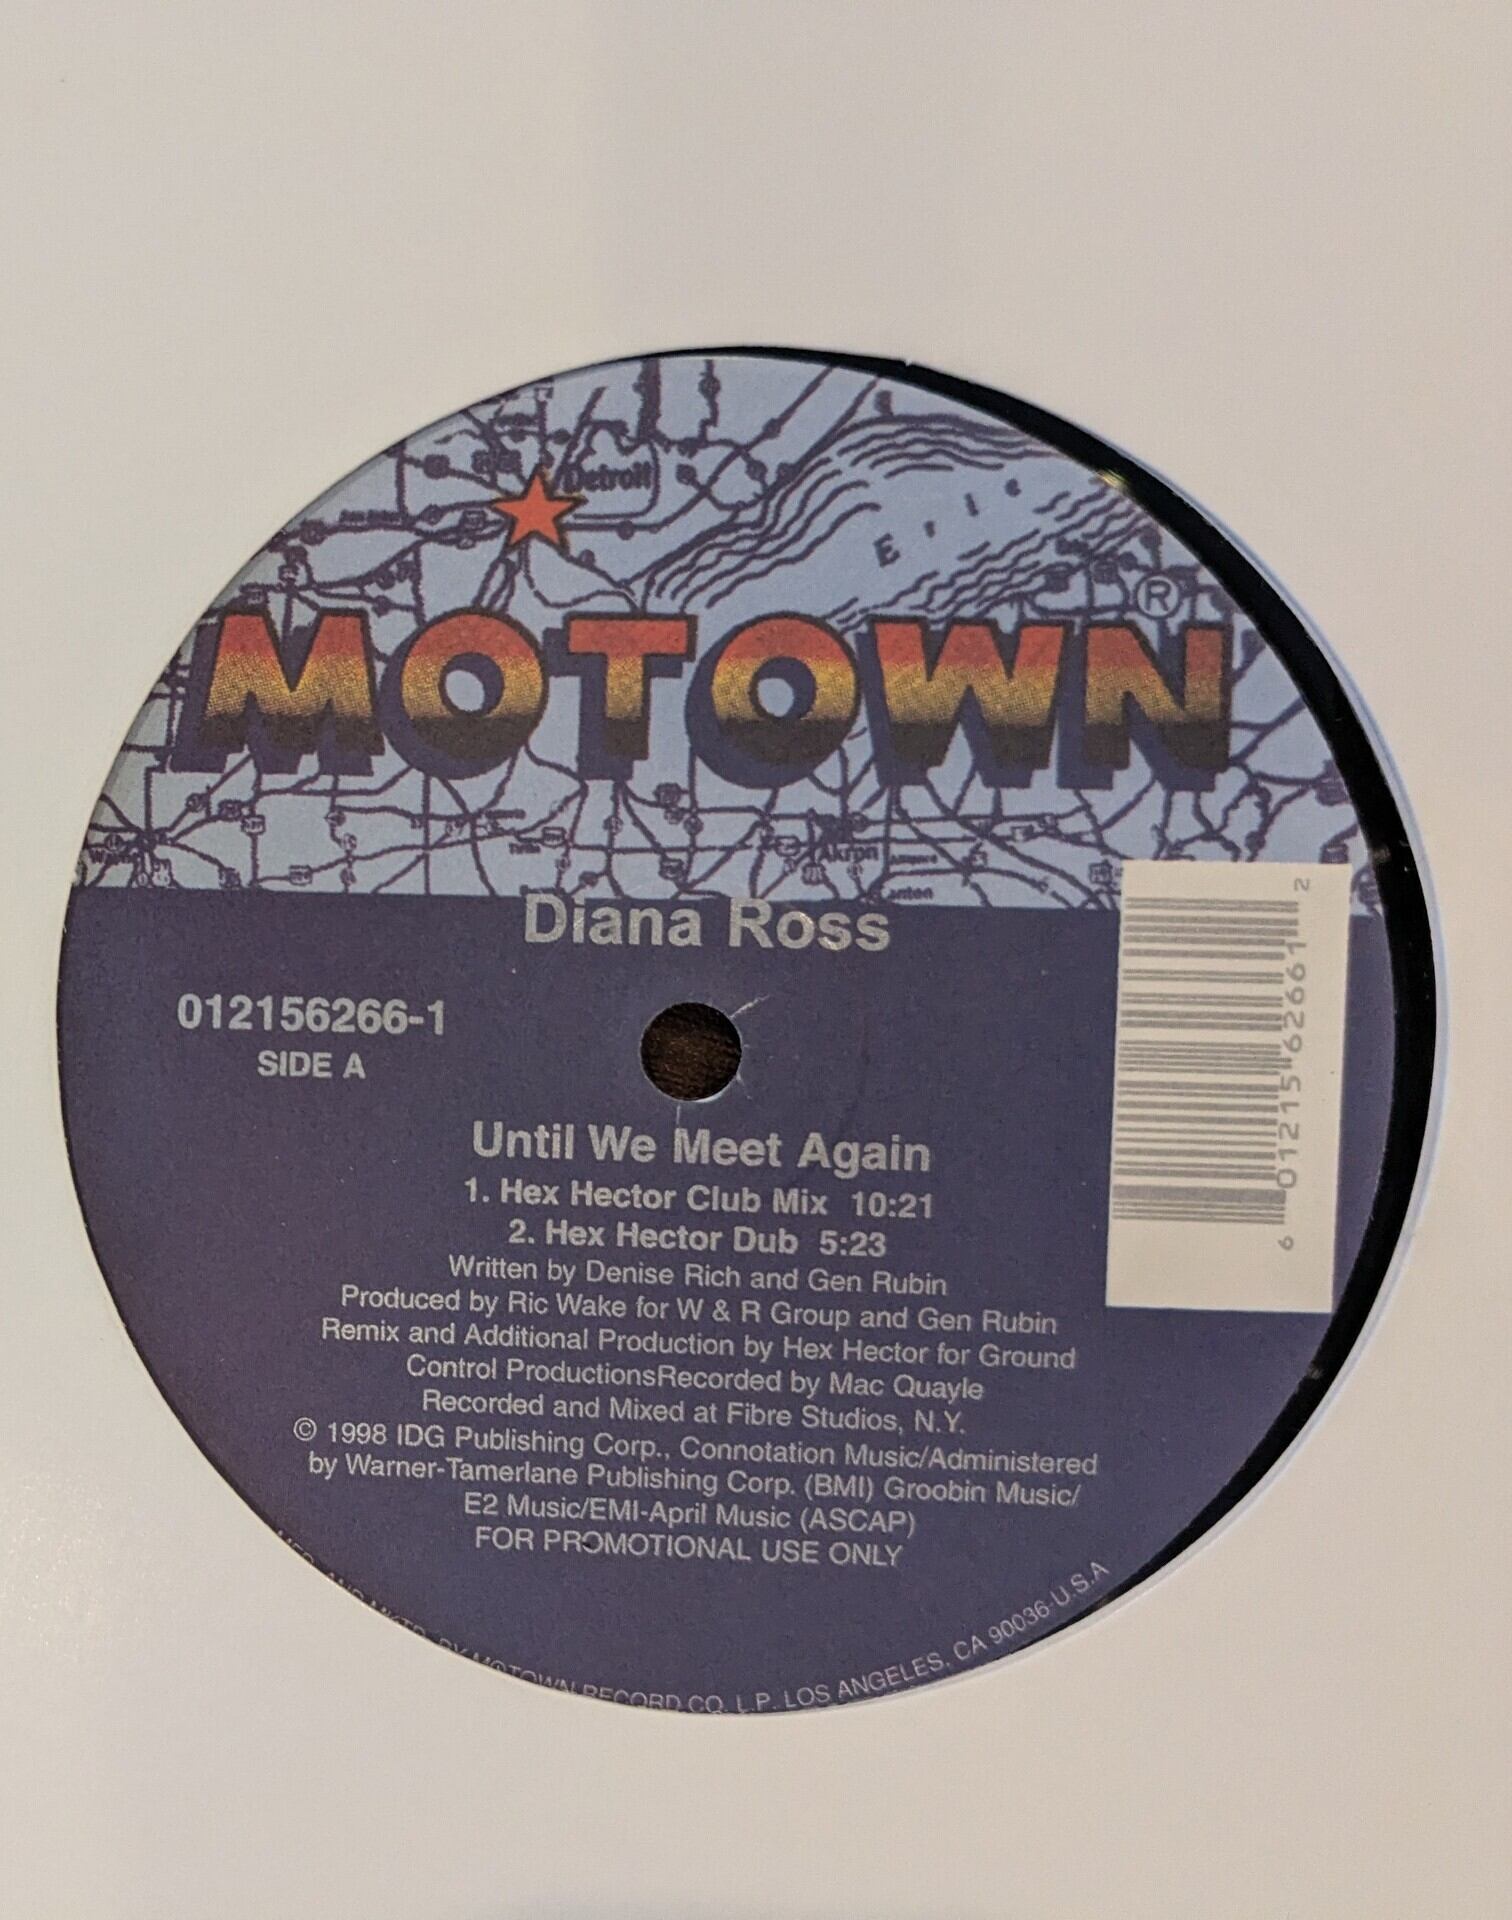 Detroit
Erie
MOTOWN®
Akron
Diana Ross
012156266-1
SIDE A
Until We Meet Again
1. Hex Hector Club Mix 10:21
2. Hex Hector Dub 5:23
Written by Denise Rich and Gen Rubin
Produced by Ric Wake for W & R Group and Gen Rubin
Remix and Additional Production by Hex Hector for Ground
Control ProductionsRecorded by Mac Quayle
Recorded and Mixed at Fibre Studios, N.Y.
© 1998 IDG Publishing Corp., Connotation Music/Administered
by Warner-Tamerlane Publishing Corp. (BMI) Groobin Music/
E2 Music/EMI-April Music (ASCAP)
FOR PROMOTIONAL USE ONLY
BY MOTOWN RECORD CO. L.P. LOS ANGELES, CA 90036-U.S.A
6 01215 62661 2